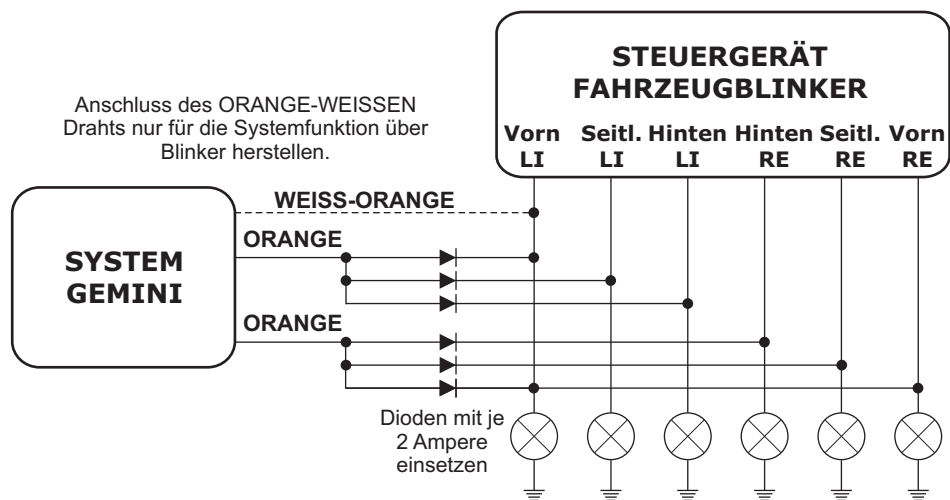 STEUERGERÄT
FAHRZEUGBLINKER
Vorn Seitl. Hinten Hinten Seitl. Vorn
LI LI LI RE RE RE
Anschluss des ORANGE-WEISSEN
Drahts nur für die Systemfunktion über
Blinker herstellen.
WEISS-ORANGE
ORANGE
SYSTEM
GEMINI
ORANGE
Dioden mit je
2 Ampere
einsetzen